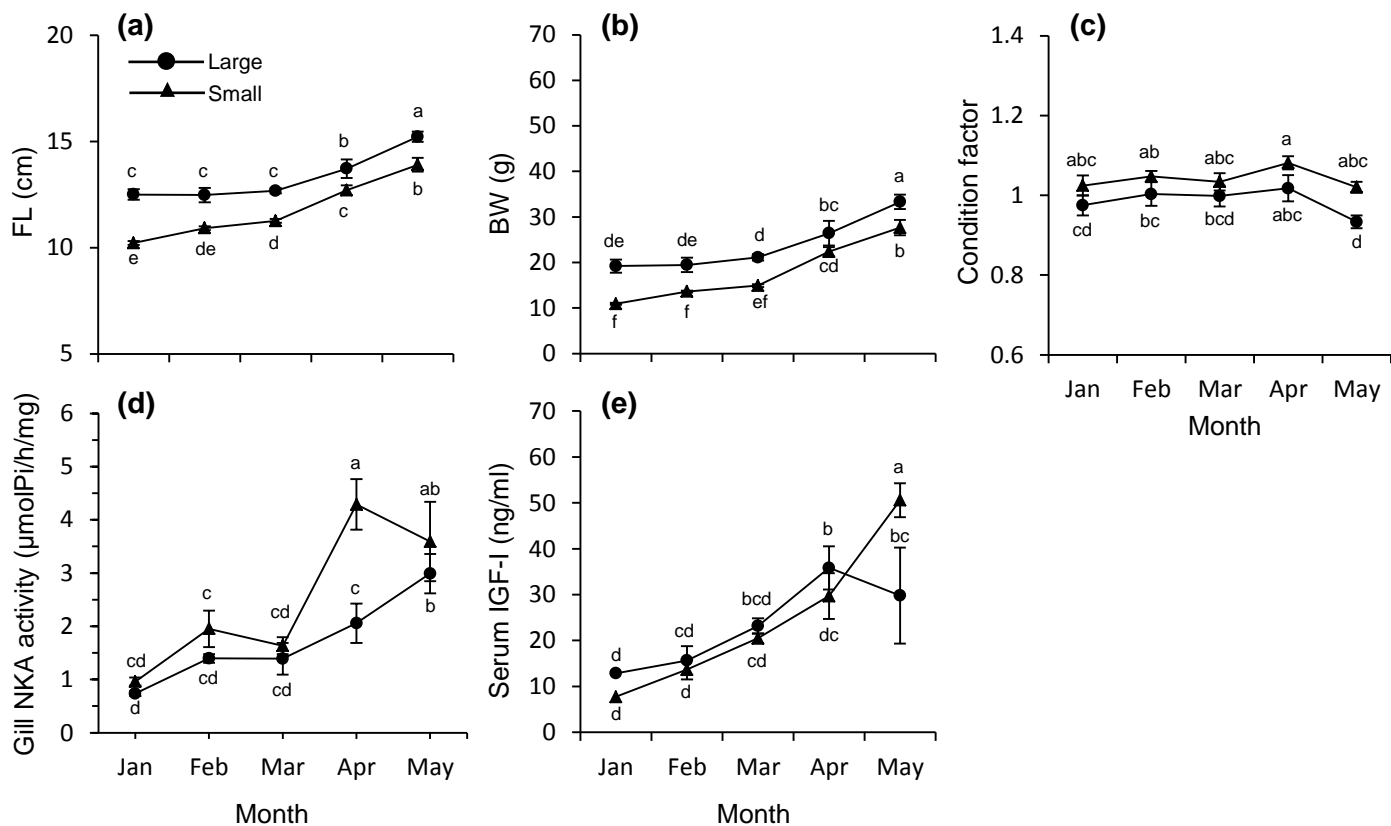 (a)
Large
Small
FL (cm)
20
15
10
5
c
c
c
b
a
e
de
d
c
b
(b)
BW (g)
70
60
50
40
30
20
10
0
de
de
d
bc
a
f
f
ef
cd
b
(c)
Condition factor
1.4
1.2
1
0.8
0.6
abc
ab
abc
a
abc
cd
bc
bcd
abc
d
Jan
Feb
Mar
Apr
May
Month
(d)
Gill NKA activity (µmolPi/h/mg)
6
5
4
3
2
1
0
cd
c
cd
a
ab
d
cd
cd
c
b
Jan
Feb
Mar
Apr
May
Month
(e)
Serum IGF-I (ng/ml)
70
60
50
40
30
20
10
0
d
cd
bcd
b
a
d
d
cd
dc
bc
Jan
Feb
Mar
Apr
May
Month